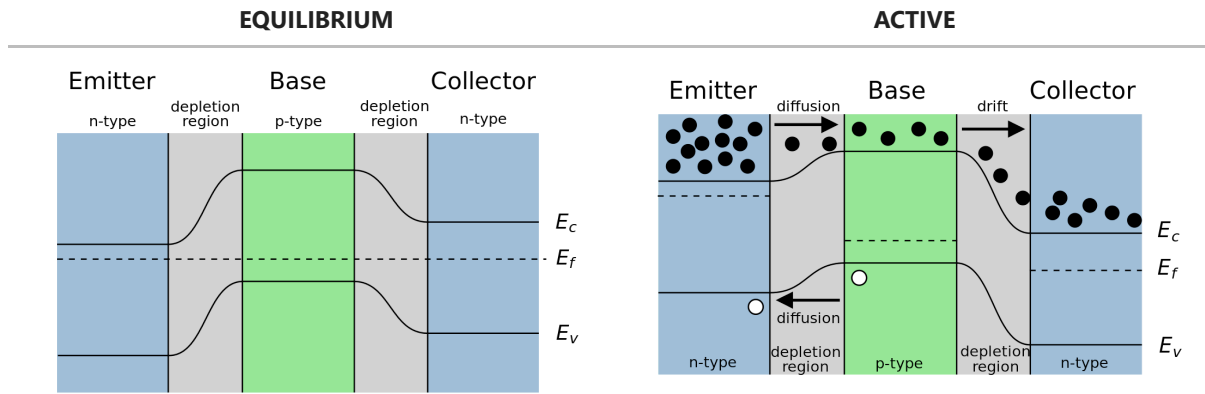 EQUILIBRIUM
Emitter
Base
Collector
n-type
depletion
region
p-type
depletion
region
n-type
Ec
Ef
Ev
ACTIVE
Emitter
diffusion
Base
drift
Collector
Ec
Ef
diffusion
Ev
n-type
depletion
region
p-type
depletion
region
n-type